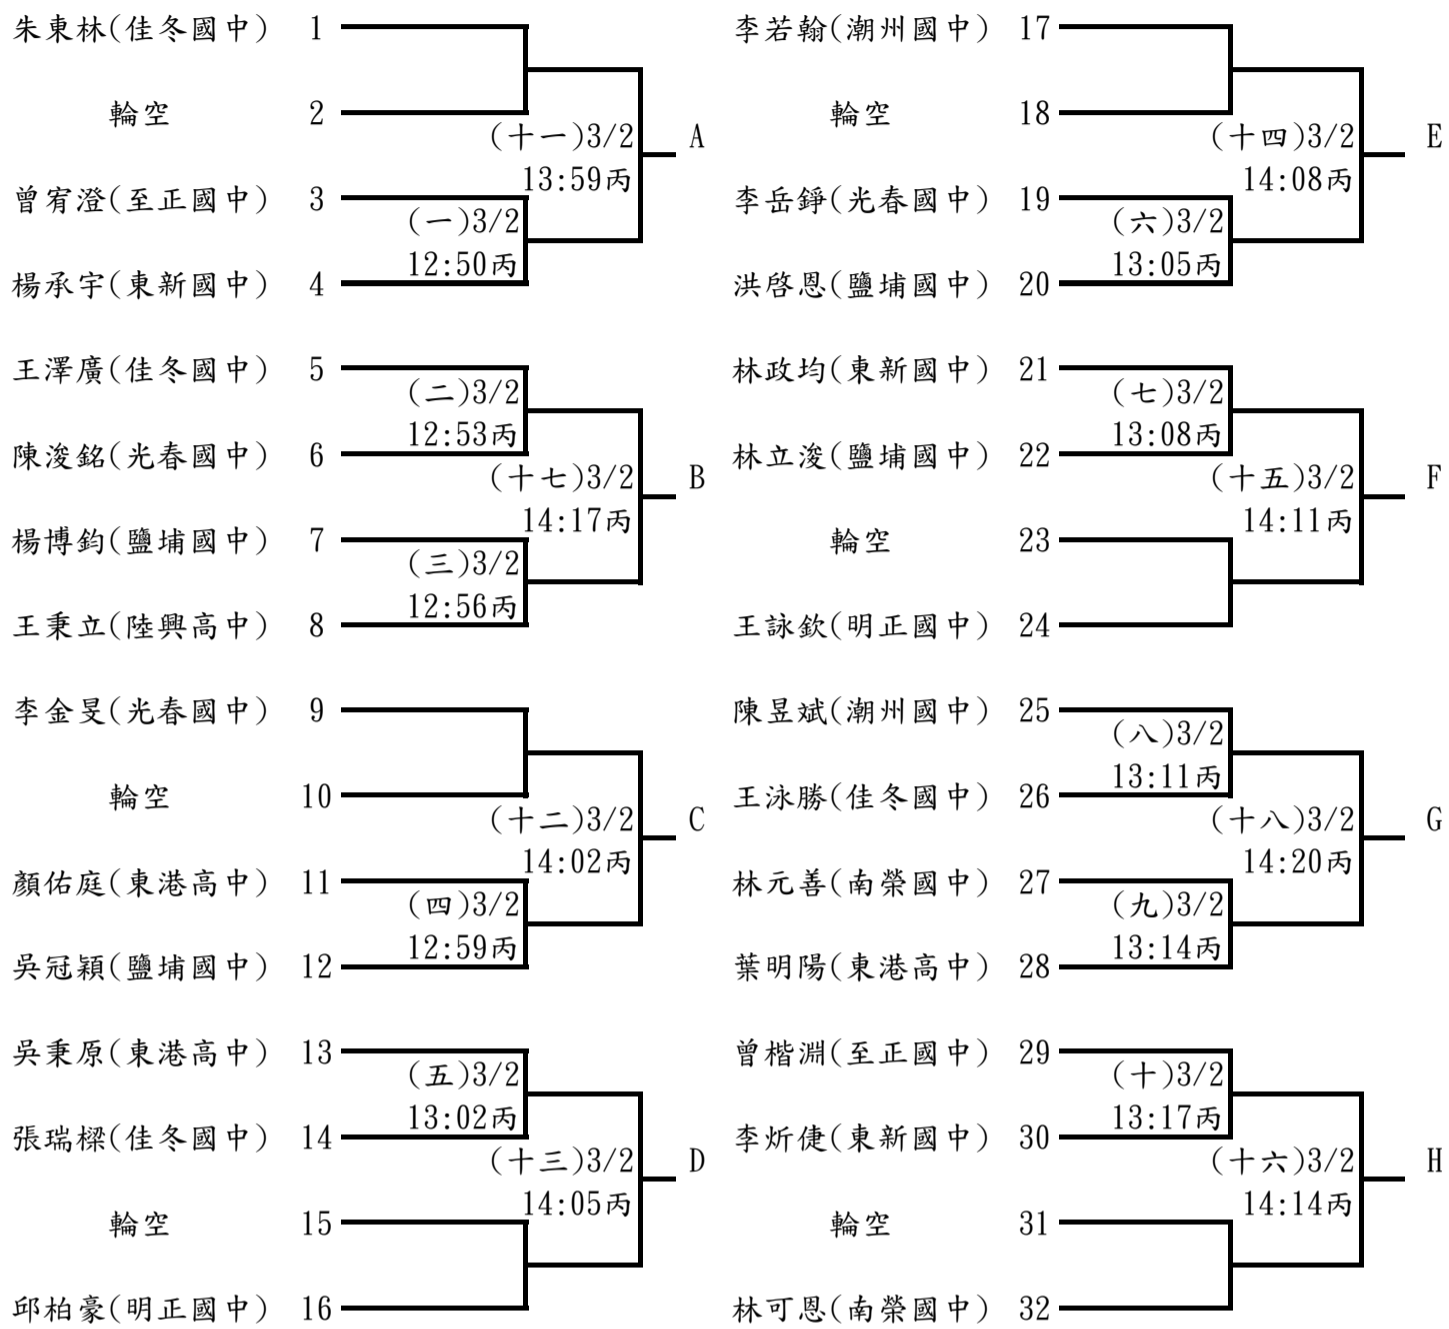 朱東林(佳冬國中) 1
輪空 2
(十一)3/2 A
13:59丙
曾宥澄(至正國中) 3
(一)3/2
12:50丙
楊承宇(東新國中) 4
王澤廣(佳冬國中) 5
(二)3/2
12:53丙
陳浚銘(光春國中) 6
(十七)3/2 B
14:17丙
楊博鈞(鹽埔國中) 7
(三)3/2
12:56丙
王秉立(陸興高中) 8
李金旻(光春國中) 9
輪空 10
(十二)3/2 C
14:02丙
顏佑庭(東港高中) 11
(四)3/2
12:59丙
吳冠穎(鹽埔國中) 12
吳秉原(東港高中) 13
(五)3/2
13:02丙
張瑞樑(佳冬國中) 14
(十三)3/2 D
14:05丙
輪空 15
邱柏豪(明正國中) 16
李若翰(潮州國中) 17
輪空 18
(十四)3/2 E
14:08丙
李岳錚(光春國中) 19
(六)3/2
13:05丙
洪啓恩(鹽埔國中) 20
林政均(東新國中) 21
(七)3/2
13:08丙
林立浚(鹽埔國中) 22
(十五)3/2 F
14:11丙
輪空 23
王詠欽(明正國中) 24
陳昱斌(潮州國中) 25
(八)3/2
13:11丙
王泳勝(佳冬國中) 26
(十八)3/2 G
14:20丙
林元善(南榮國中) 27
(九)3/2
13:14丙
葉明陽(東港高中) 28
曾楷淵(至正國中) 29
(十)3/2
13:17丙
李炘倢(東新國中) 30
(十六)3/2 H
14:14丙
輪空 31
林可恩(南榮國中) 32